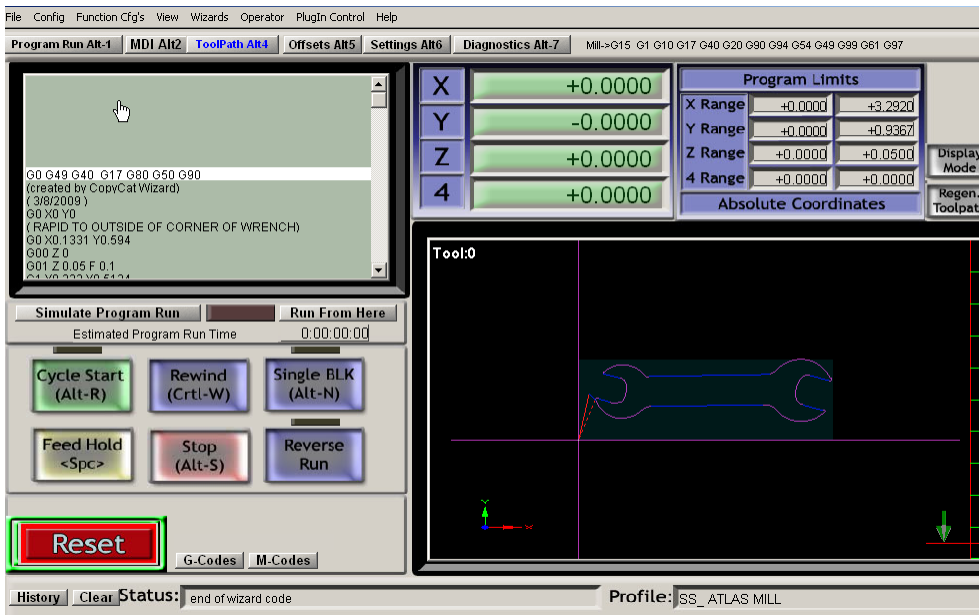 File Config Function Cfg's View Wizards Operator PlugIn Control Help
Program Run Alt-1 MDI Alt2 ToolPath Alt4 Offsets Alt5 Settings Alt6 Diagnostics Alt-7 Mill->G15 G1 G10 G17 G40 G20 G90 G94 G54 G49 G99 G61 G97
G0 G49 G40 G17 G80 G50 G90
(created by CopyCat Wizard)
( 3/8/2009 )
G0 X0 Y0
( RAPID TO OUTSIDE OF CORNER OF WRENCH)
G0 X0.1331 Y0.594
G00 Z 0
G01 Z 0.05 F 0.1
X +0.0000
Y -0.0000
Z +0.0000
4 +0.0000
Program Limits
X Range +0.0000 +3.2920
Y Range +0.0000 +0.9367
Z Range +0.0000 +0.0500
4 Range +0.0000 +0.0000
Absolute Coordinates
Display
Mode
Regen.
Toolpat
Tool:0
Simulate Program Run Run From Here
Estimated Program Run Time 0:00:00:00
Cycle Start
(Alt-R)
Rewind
(Crtl-W)
Single BLK
(Alt-N)
Feed Hold
<Spc>
Stop
(Alt-S)
Reverse
Run
Reset
G-Codes M-Codes
History Clear Status: end of wizard code Profile: SS_ ATLAS MILL